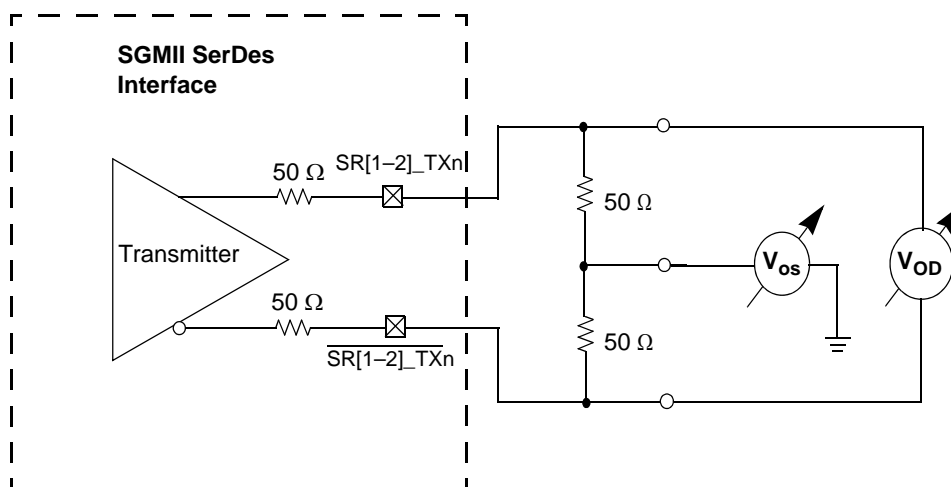 SGMII SerDes
Interface
50 Ω
SR[1–2]_TXn
50 Ω
Transmitter
Vos
VOD
50 Ω
50 Ω
SR[1–2]_TXn